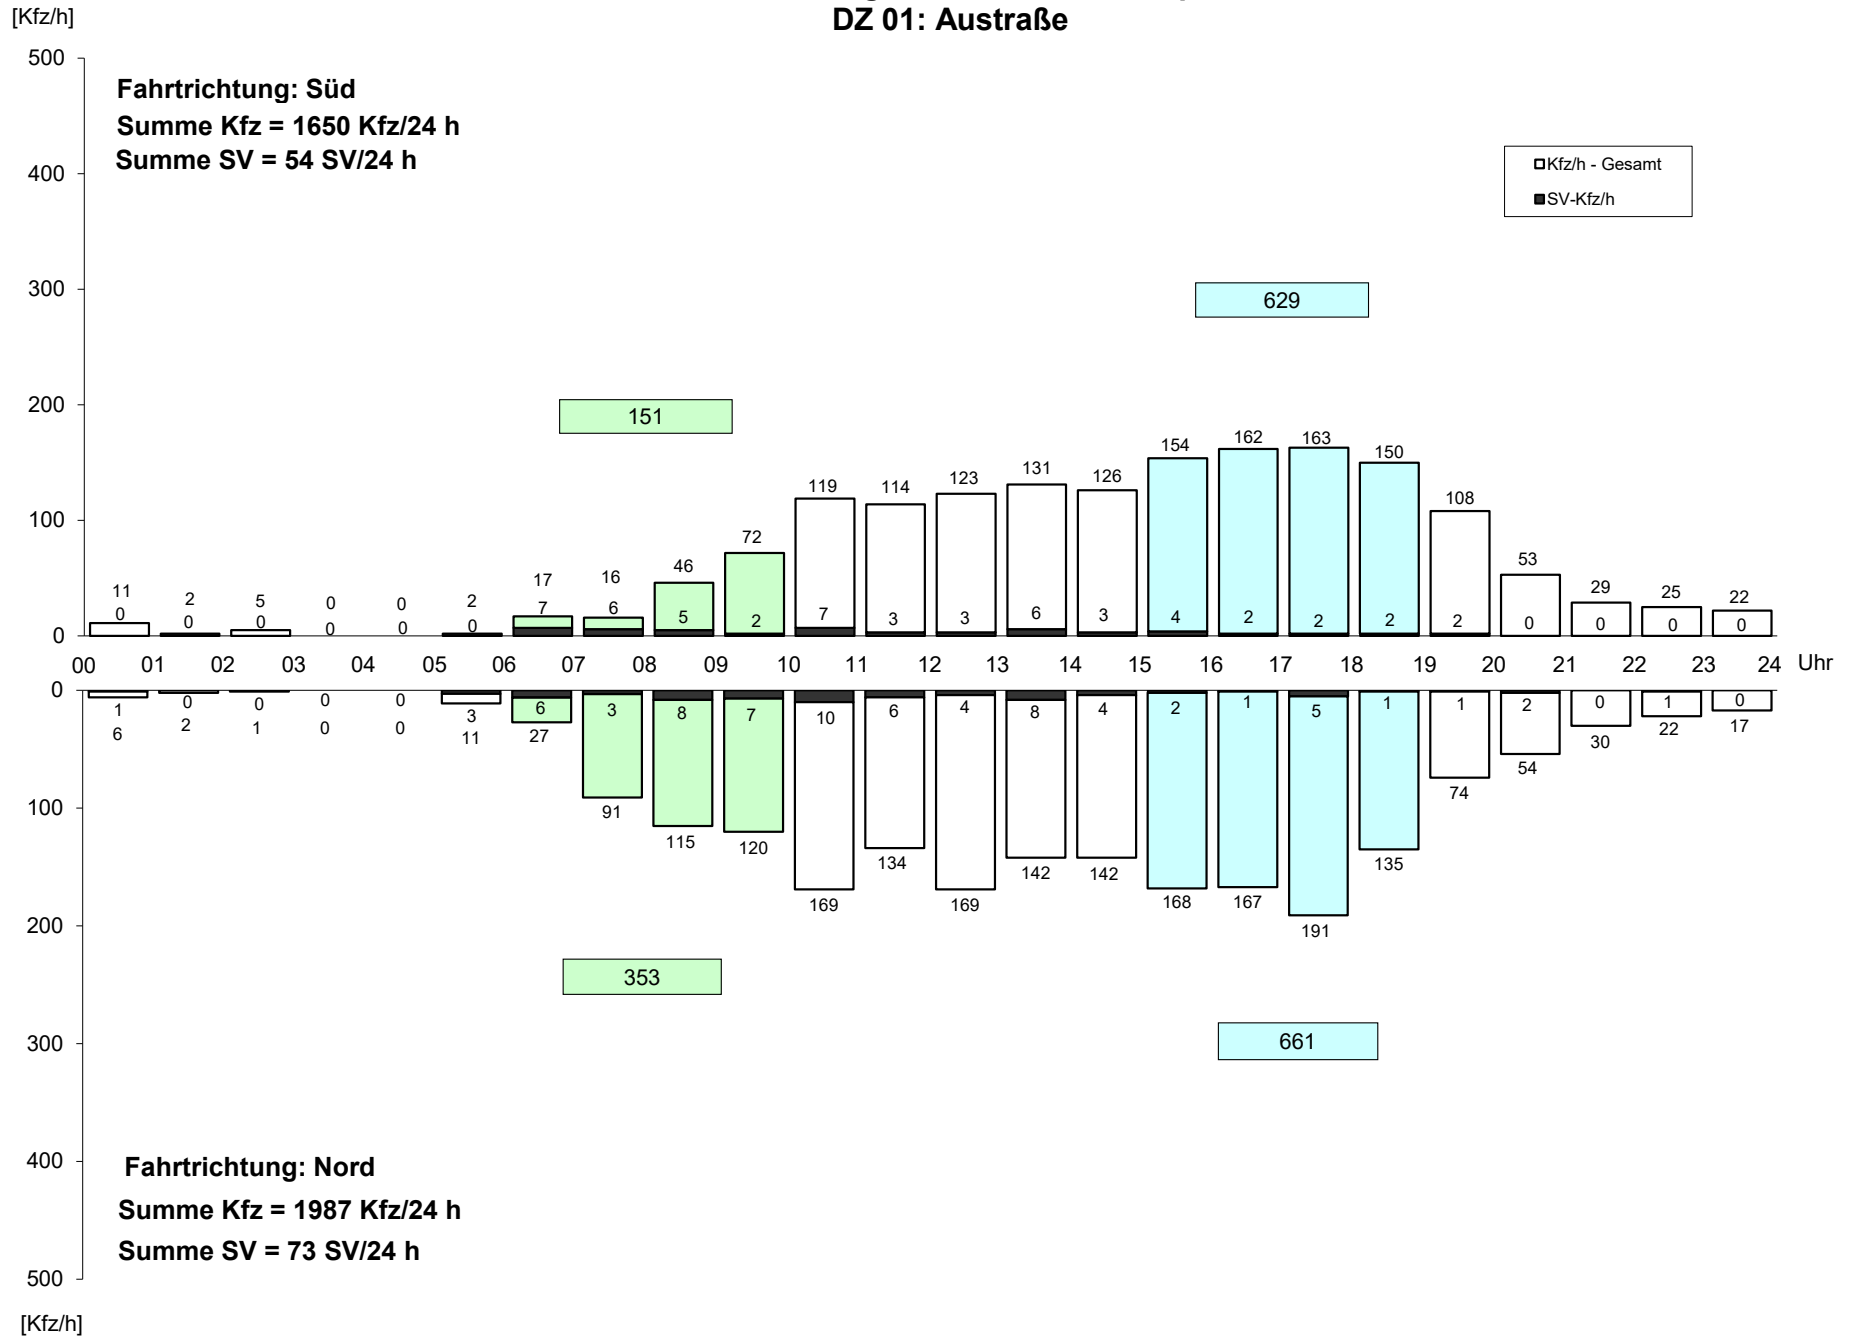 [Kfz/h]
DZ 01: Austraße
500
Fahrtrichtung: Süd
Summe Kfz = 1650 Kfz/24 h
Summe SV = 54 SV/24 h
Kfz/h - Gesamt
SV-Kfz/h
400
300
629
200
151
11 2 5 0 0 2 17 16 46 72 119 114 123 131 126 154 162 163 150 108 53 29 25 22
100
0 0 0 0 0 0 7 6 5 2 7 3 3 6 3 4 2 2 2 2 0 0 0 0
0
00 01 02 03 04 05 06 07 08 09 10 11 12 13 14 15 16 17 18 19 20 21 22 23 24 Uhr
0
1 0 0 0 0 3 6 3 8 7 10 6 4 8 4 2 1 5 1 1 2 0 1 0
6 2 1 0 0 11 27 91 115 120 169 134 169 142 142 168 167 191 135 74 54 30 22 17
100
200
353
300
661
400
Fahrtrichtung: Nord
Summe Kfz = 1987 Kfz/24 h
Summe SV = 73 SV/24 h
500
[Kfz/h]